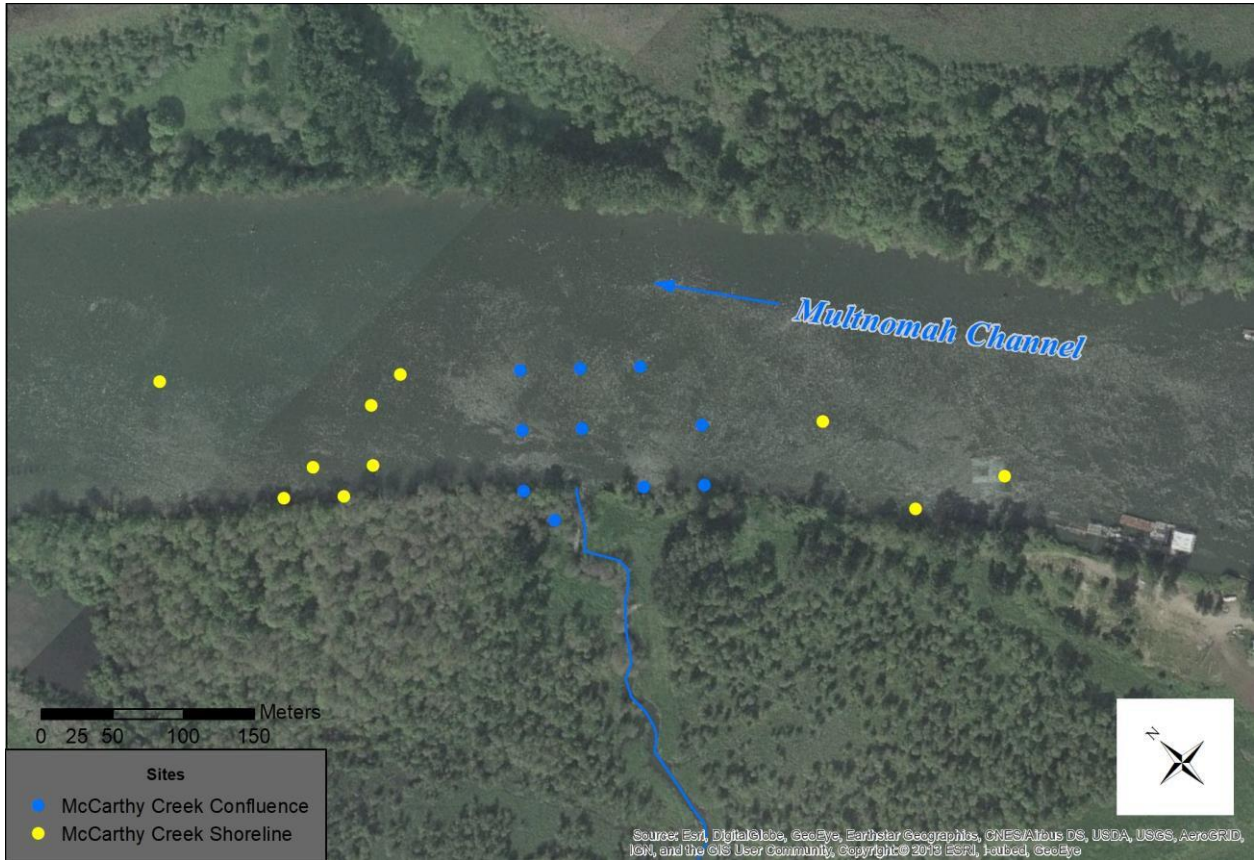 Multnomah Channel
Meters
0 25 50 100 150
N
Sites
McCarthy Creek Confluence
McCarthy Creek Shoreline
Source: Esri, DigitalGlobe, GeoEye, Earthstar Geographics, CNES/Airbus DS, USDA, USGS, AeroGRID,
IGN, and the GIS User Community, Copyright:© 2013 ESRI, i-cubed, GeoEye